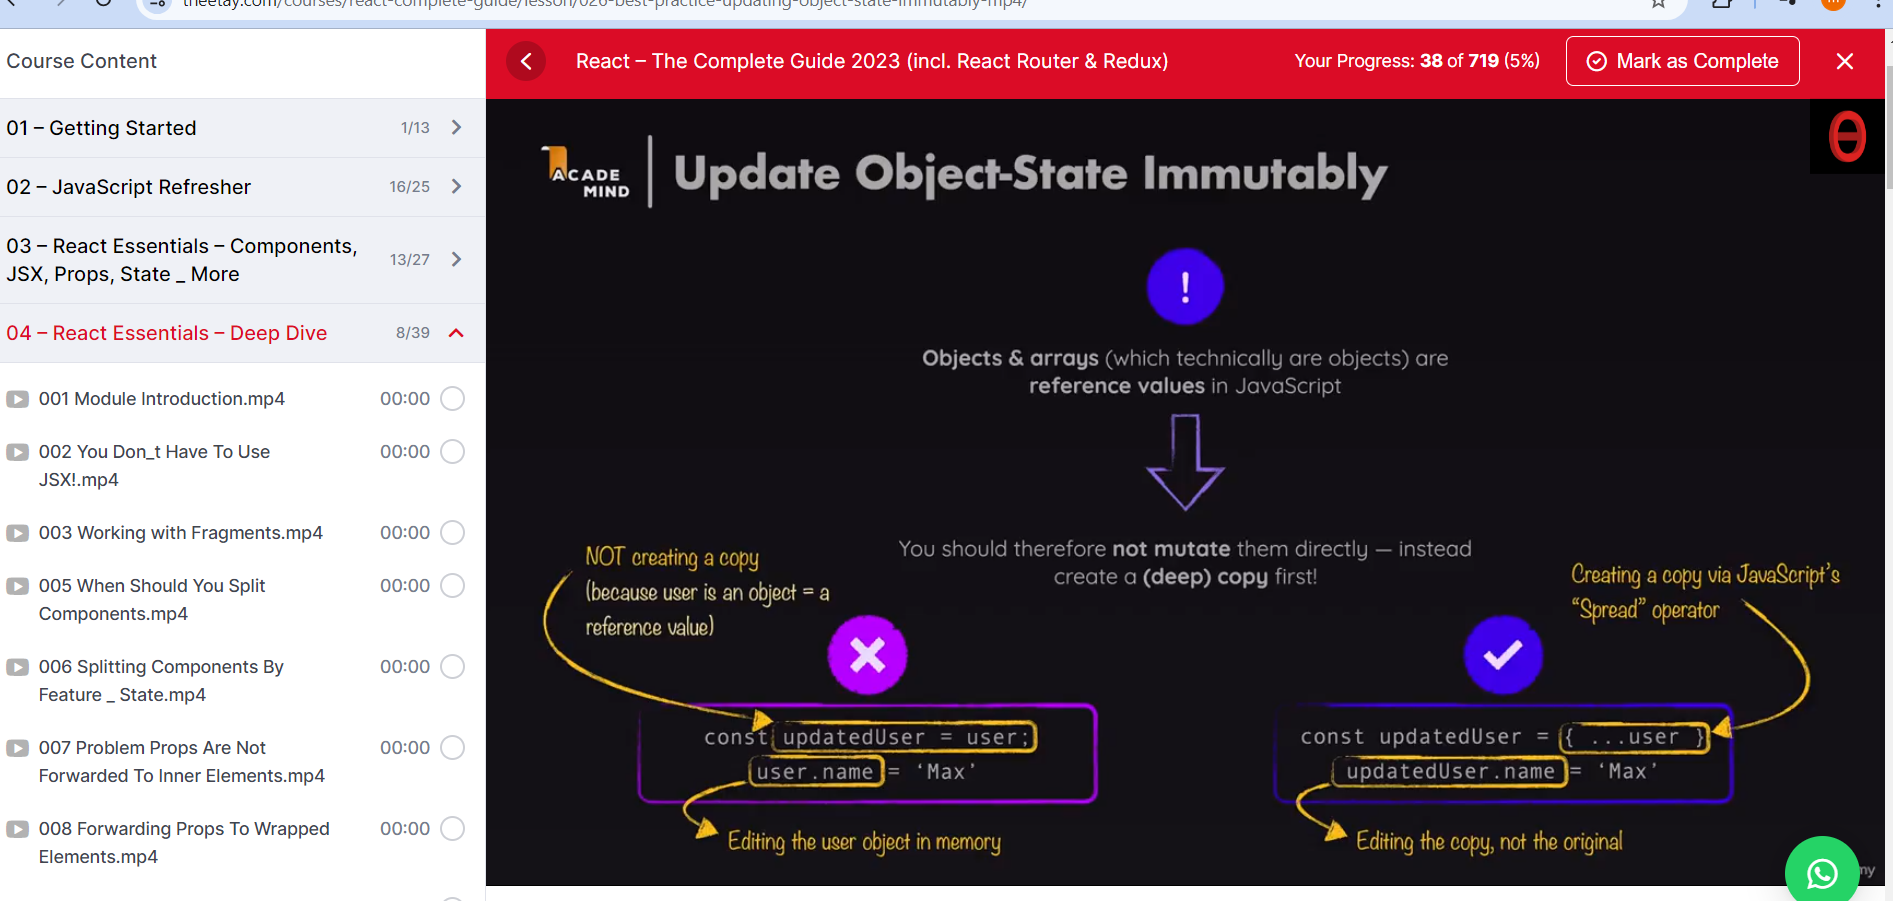 theetay.com/courses/react-complete-guide/lesson/026-best-practice-updating-object-state-immutably-mp4/
Course Content
React – The Complete Guide 2023 (incl. React Router & Redux)
Your Progress: 38 of 719 (5%)
Mark as Complete
01 – Getting Started
1/13
02 – JavaScript Refresher
16/25
03 – React Essentials – Components,
JSX, Props, State _ More
13/27
04 – React Essentials – Deep Dive
8/39
001 Module Introduction.mp4
00:00
002 You Don_t Have To Use
JSX!.mp4
00:00
003 Working with Fragments.mp4
00:00
005 When Should You Split
Components.mp4
00:00
006 Splitting Components By
Feature _ State.mp4
00:00
007 Problem Props Are Not
Forwarded To Inner Elements.mp4
00:00
008 Forwarding Props To Wrapped
Elements.mp4
00:00
ACADE
MIND
Update Object-State Immutably
!
Objects & arrays (which technically are objects) are
reference values in JavaScript
You should therefore not mutate them directly — instead
create a (deep) copy first!
NOT creating a copy
(because user is an object = a
reference value)
const updatedUser = user;
user.name = ‘Max’
Editing the user object in memory
Creating a copy via JavaScript’s
“Spread” operator
const updatedUser = { ...user }
updatedUser.name = ‘Max’
Editing the copy, not the original